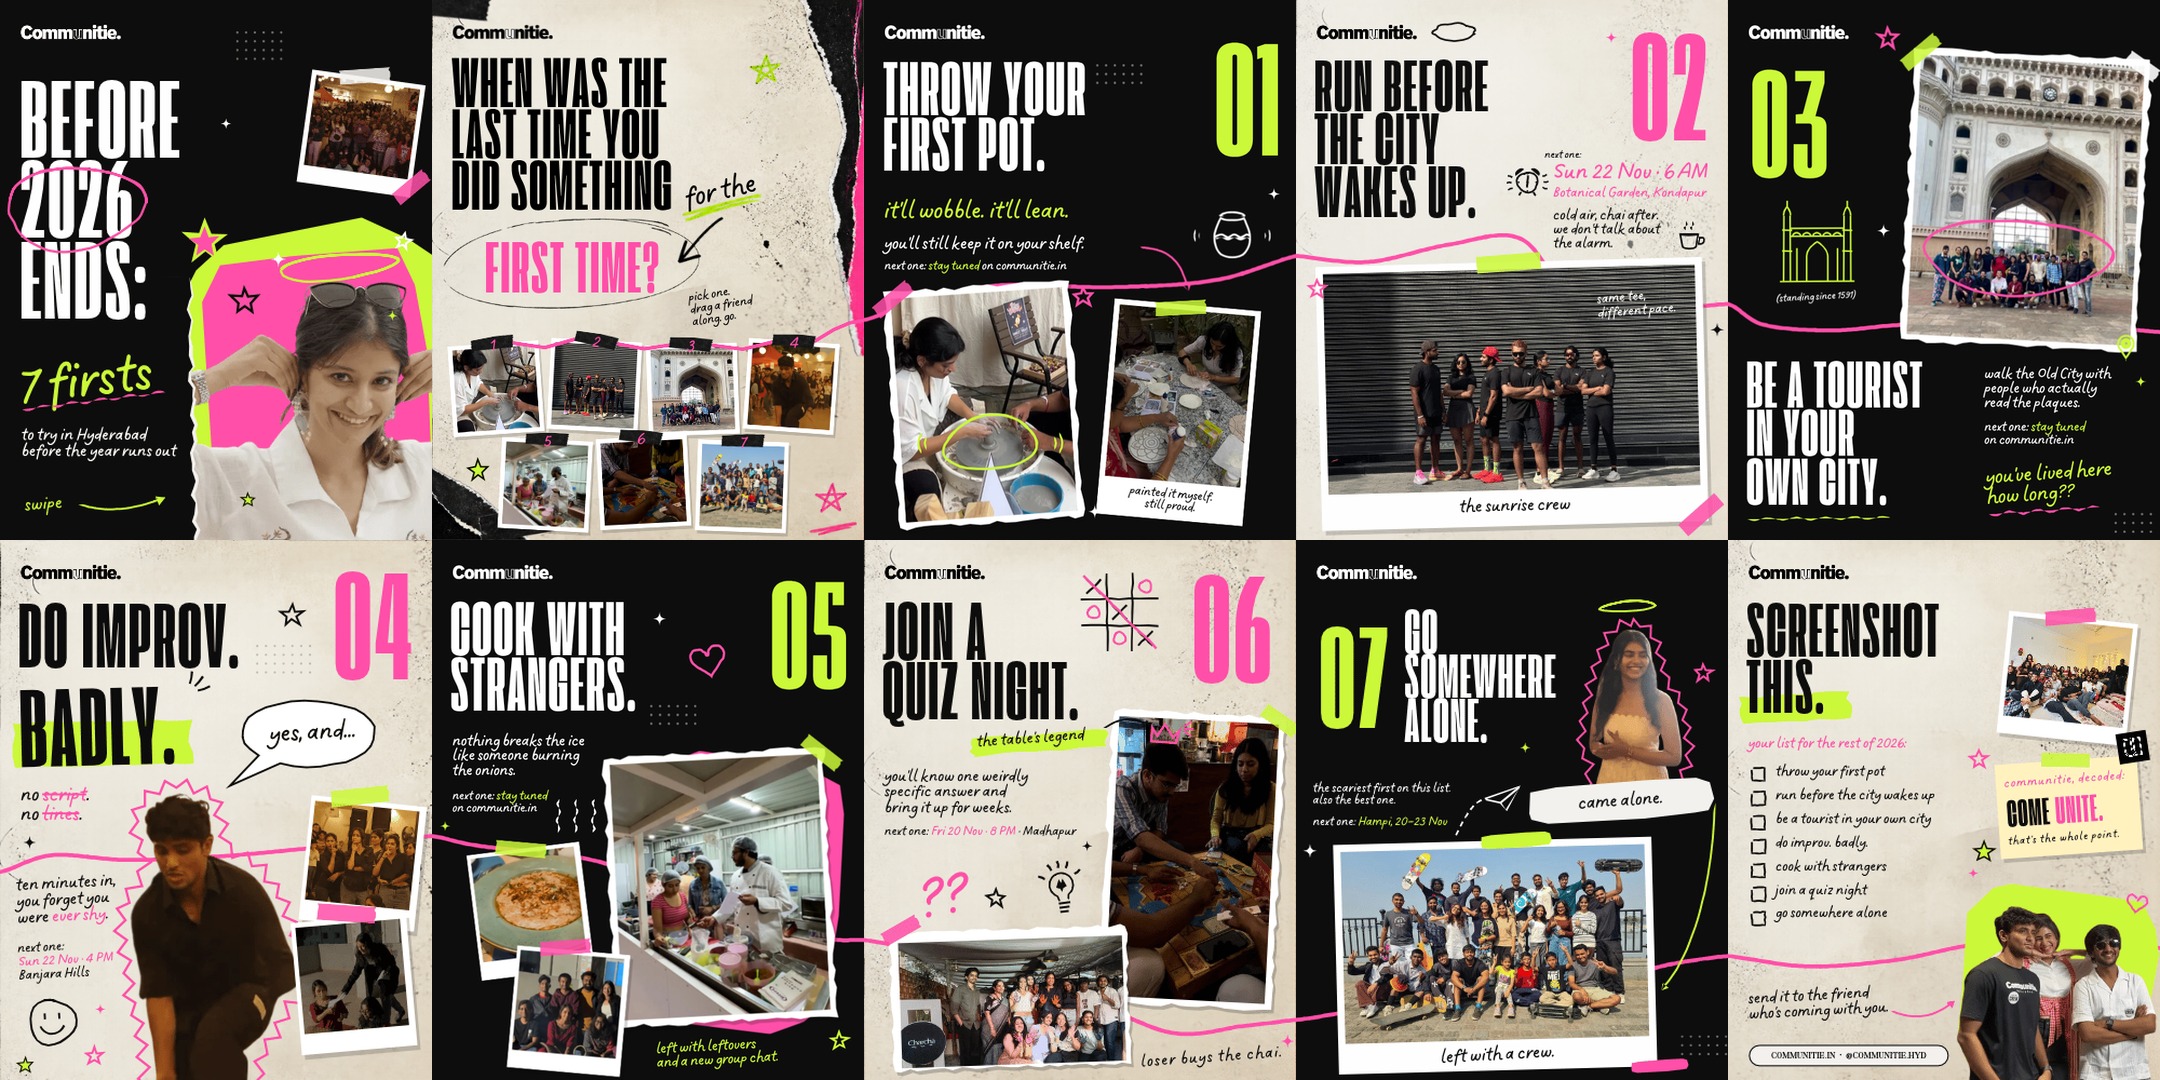 Communitie.
BEFORE
2026
ENDS:
7 firsts
to try in Hyderabad
before the year runs out
swipe
Communitie.
WHEN WAS THE
LAST TIME YOU
DID SOMETHING
for the
FIRST TIME?
pick one.
drag a friend
along. go.
1
2
3
4
5
6
7
Communitie.
01
THROW YOUR
FIRST POT.
it'll wobble. it'll lean.
you'll still keep it on your shelf.
next one: stay tuned on communitie.in
painted it myself.
still proud.
Communitie.
02
RUN BEFORE
THE CITY
WAKES UP.
next one:
Sun 22 Nov · 6 AM
Botanical Garden, Kondapur
cold air, chai after.
we don't talk about
the alarm.
same tee,
different pace.
the sunrise crew
Communitie.
03
(standing since 1591)
BE A TOURIST
IN YOUR
OWN CITY.
walk the Old City with
people who actually
read the plaques.
next one: stay tuned
on communitie.in
you've lived here
how long??
Communitie.
04
DO IMPROV.
BADLY.
yes, and...
no script.
no lines.
ten minutes in,
you forget you
were ever shy.
next one:
Sun 22 Nov · 4 PM
Banjara Hills
Communitie.
05
COOK WITH
STRANGERS.
nothing breaks the ice
like someone burning
the onions.
next one: stay tuned
on communitie.in
left with leftovers
and a new group chat.
Communitie.
06
JOIN A
QUIZ NIGHT.
the table's legend
you'll know one weirdly
specific answer and
bring it up for weeks.
next one: Fri 20 Nov · 8 PM · Madhapur
??
loser buys the chai.
Communitie.
07
GO
SOMEWHERE
ALONE.
the scariest first on this list.
also the best one.
next one: Hampi, 20–23 Nov
came alone.
left with a crew.
Communitie.
SCREENSHOT
THIS.
your list for the rest of 2026:
throw your first pot
run before the city wakes up
be a tourist in your own city
do improv. badly.
cook with strangers
join a quiz night
go somewhere alone
communitie, decoded:
COME UNITE.
that's the whole point.
send it to the friend
who's coming with you.
COMMUNITIE.IN · @COMMUNITIE.HYD